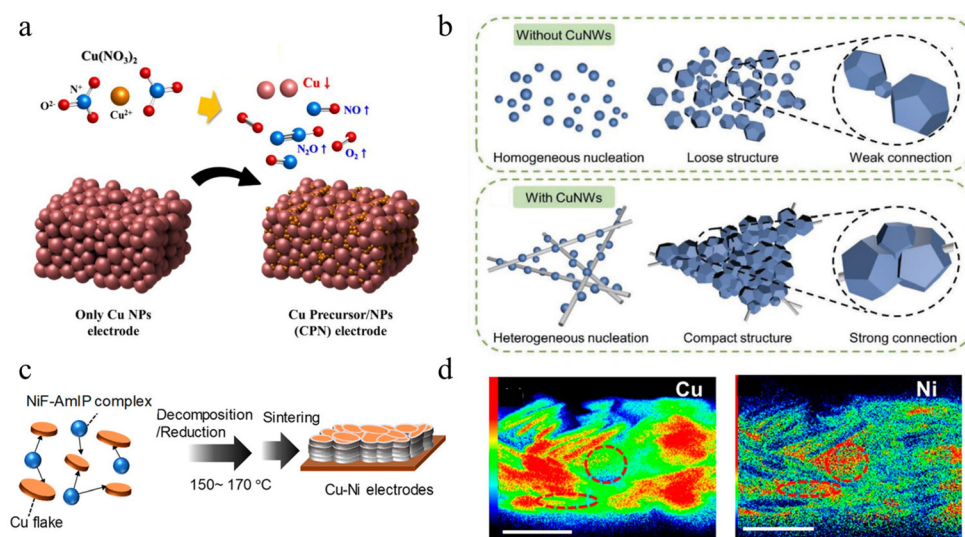 a
Cu(NO₃)₂
N⁺
O²⁻
Cu²⁺
Cu ↓
NO ↑
N₂O ↑
O₂ ↑
Only Cu NPs
electrode
Cu Precursor/NPs
(CPN) electrode
b
Without CuNWs
Homogeneous nucleation
Loose structure
Weak connection
With CuNWs
Heterogeneous nucleation
Compact structure
Strong connection
c
NiF-AmIP complex
Cu flake
Decomposition
/Reduction
Sintering
150~ 170 °C
Cu-Ni electrodes
d
Cu
Ni